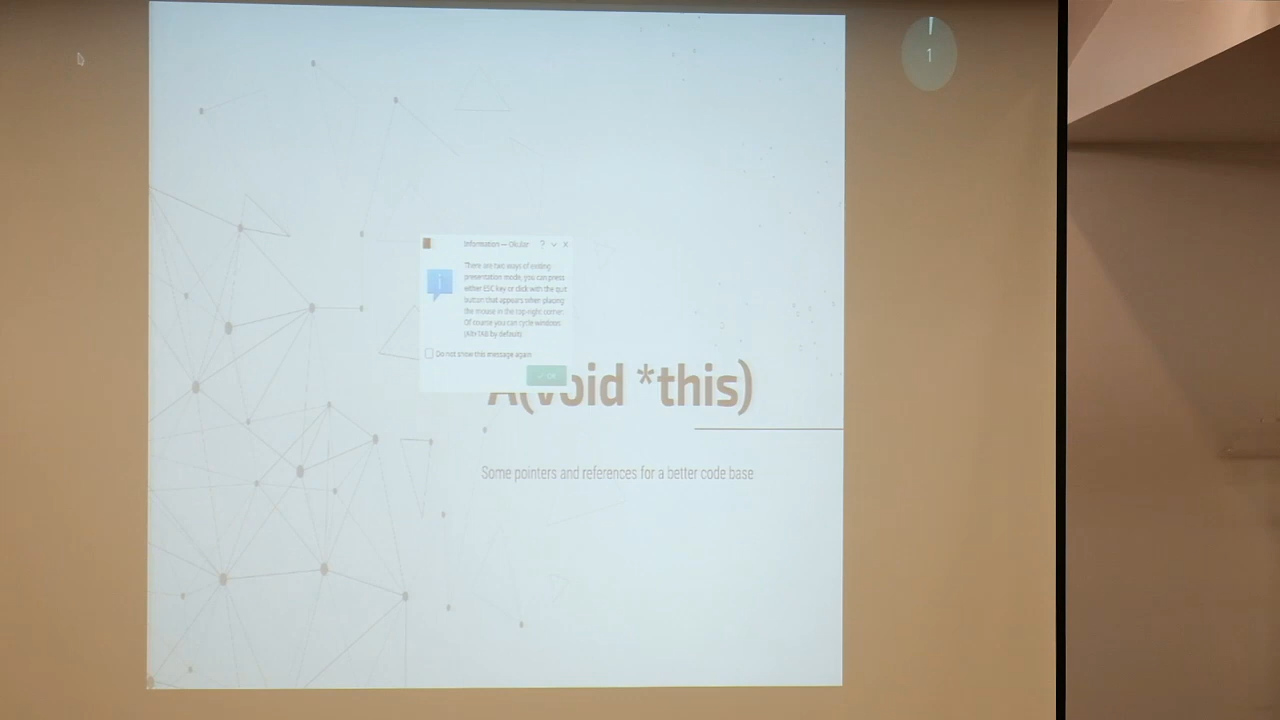 1
Information — Okular
There are two ways of exiting
presentation mode, you can press
either ESC key or click with the quit
button that appears when placing
the mouse in the top-right corner.
Of course you can cycle windows
(Alt+TAB by default)
Do not show this message again
OK
A(void *this)
Some pointers and references for a better code base